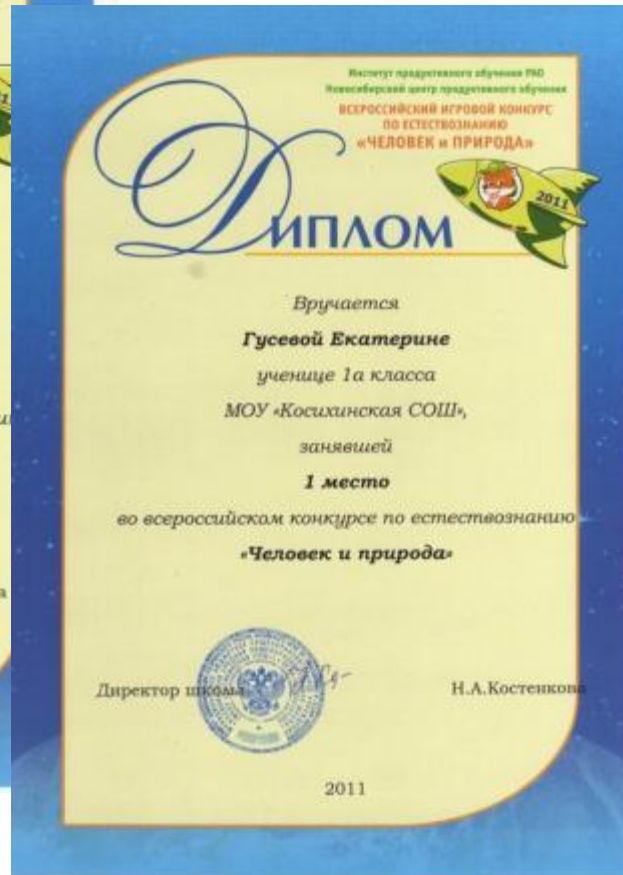 Институт продуктивного обучения РАО
Новосибирский центр продуктивного обучения
ВСЕРОССИЙСКИЙ ИГРОВОЙ КОНКУРС
ПО ЕСТЕСТВОЗНАНИЮ
«ЧЕЛОВЕК и ПРИРОДА»
2011
Диплом
Вручается
Гусевой Екатерине
ученице 1а класса
МОУ «Косихинская СОШ»,
занявшей
1 место
во всероссийском конкурсе по естествознанию
«Человек и природа»
Директор школы Н.А.Костенкова
2011